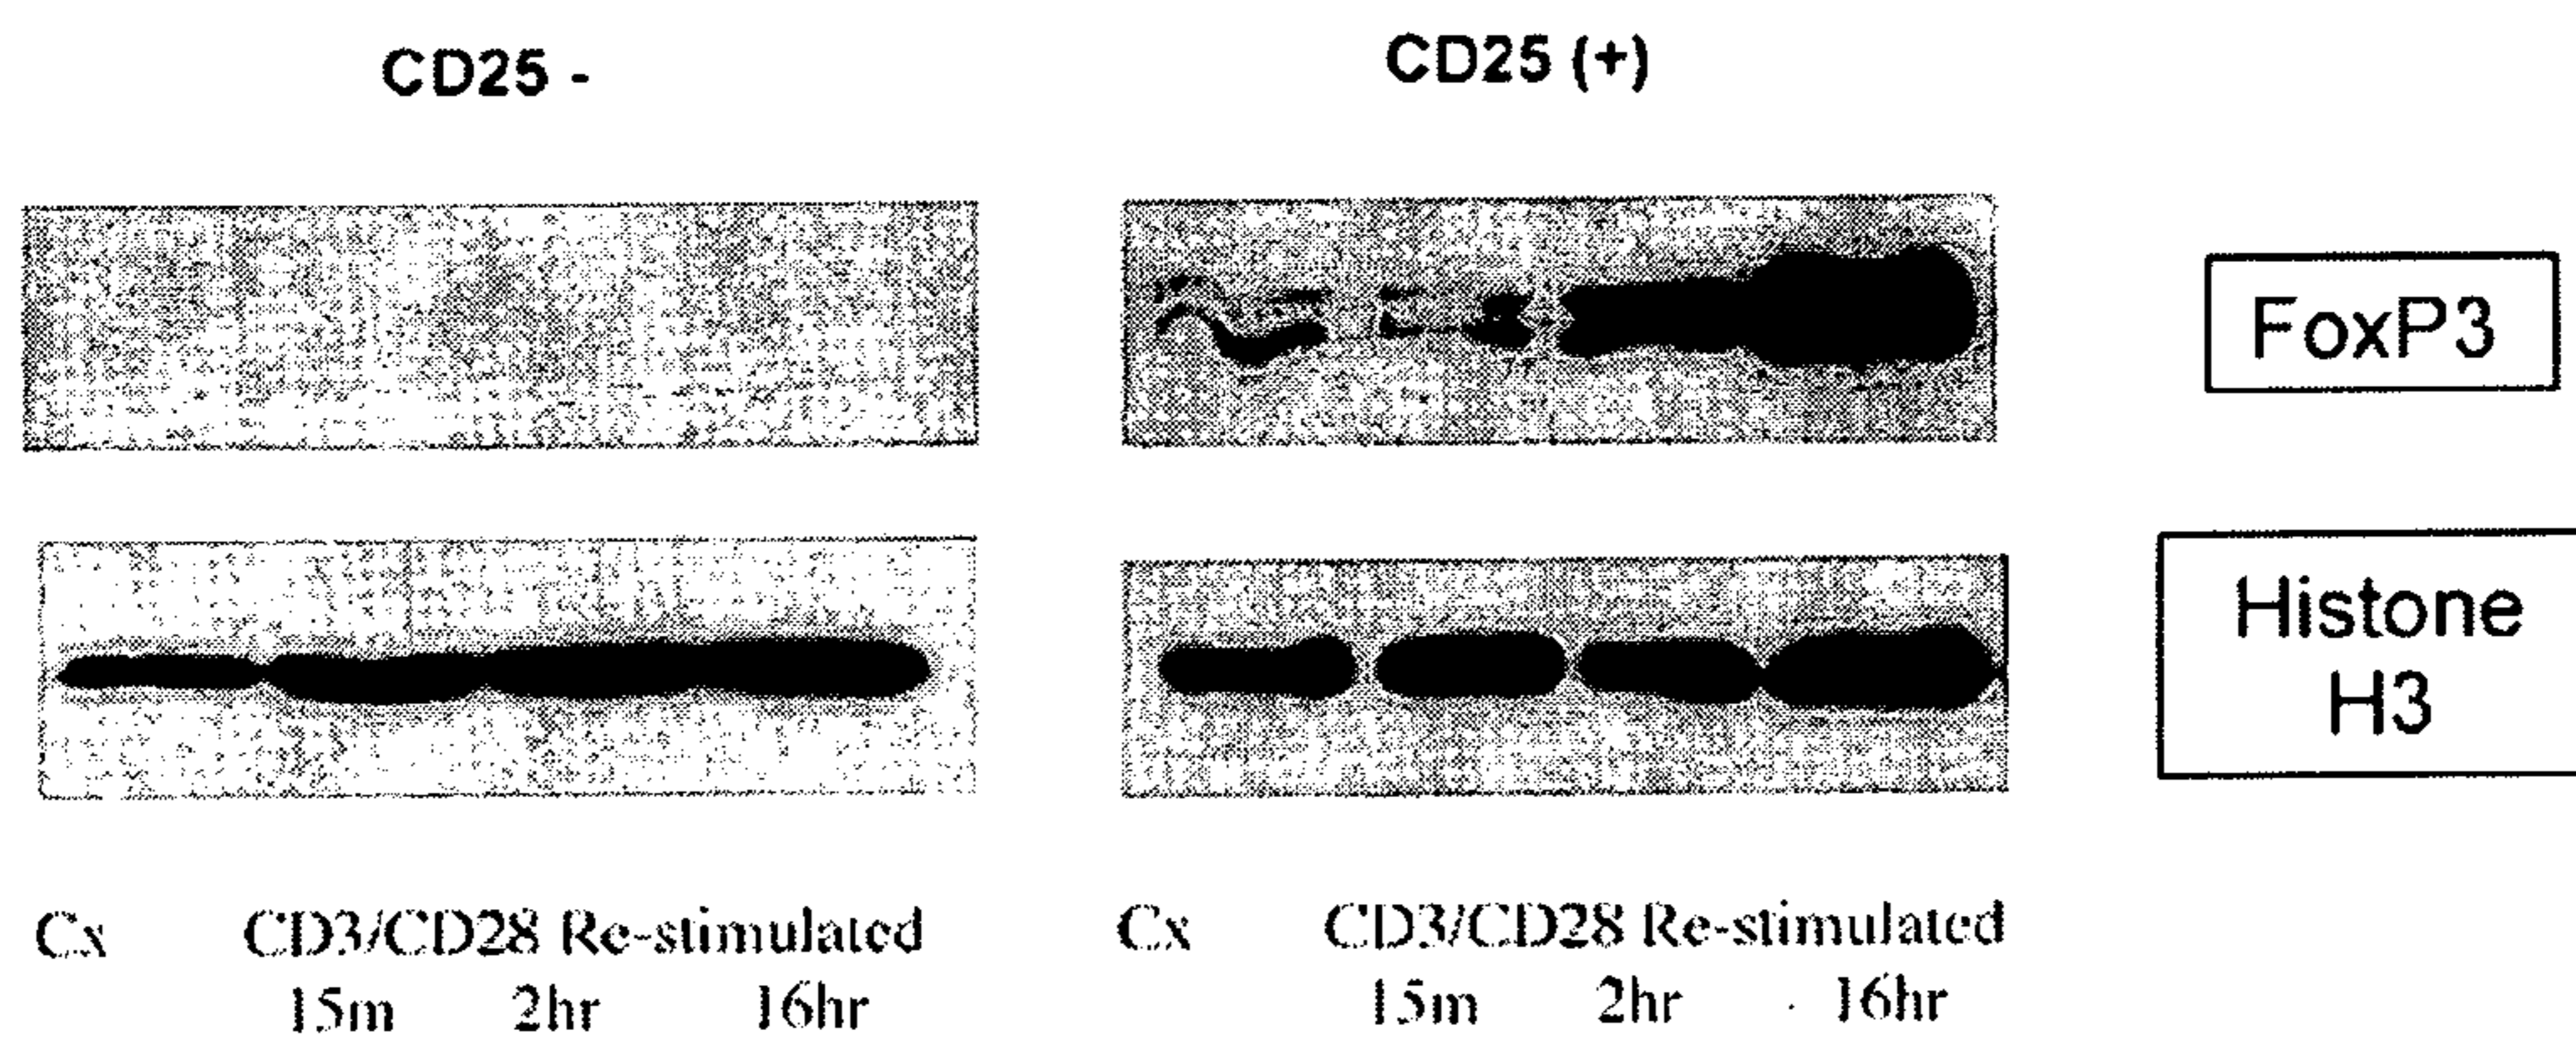 CD25 -
CD25 (+)
FoxP3
Histone
H3
Cx CD3/CD28 Re-stimulated
15m 2hr 16hr
Cx CD3/CD28 Re-stimulated
15m 2hr 16hr